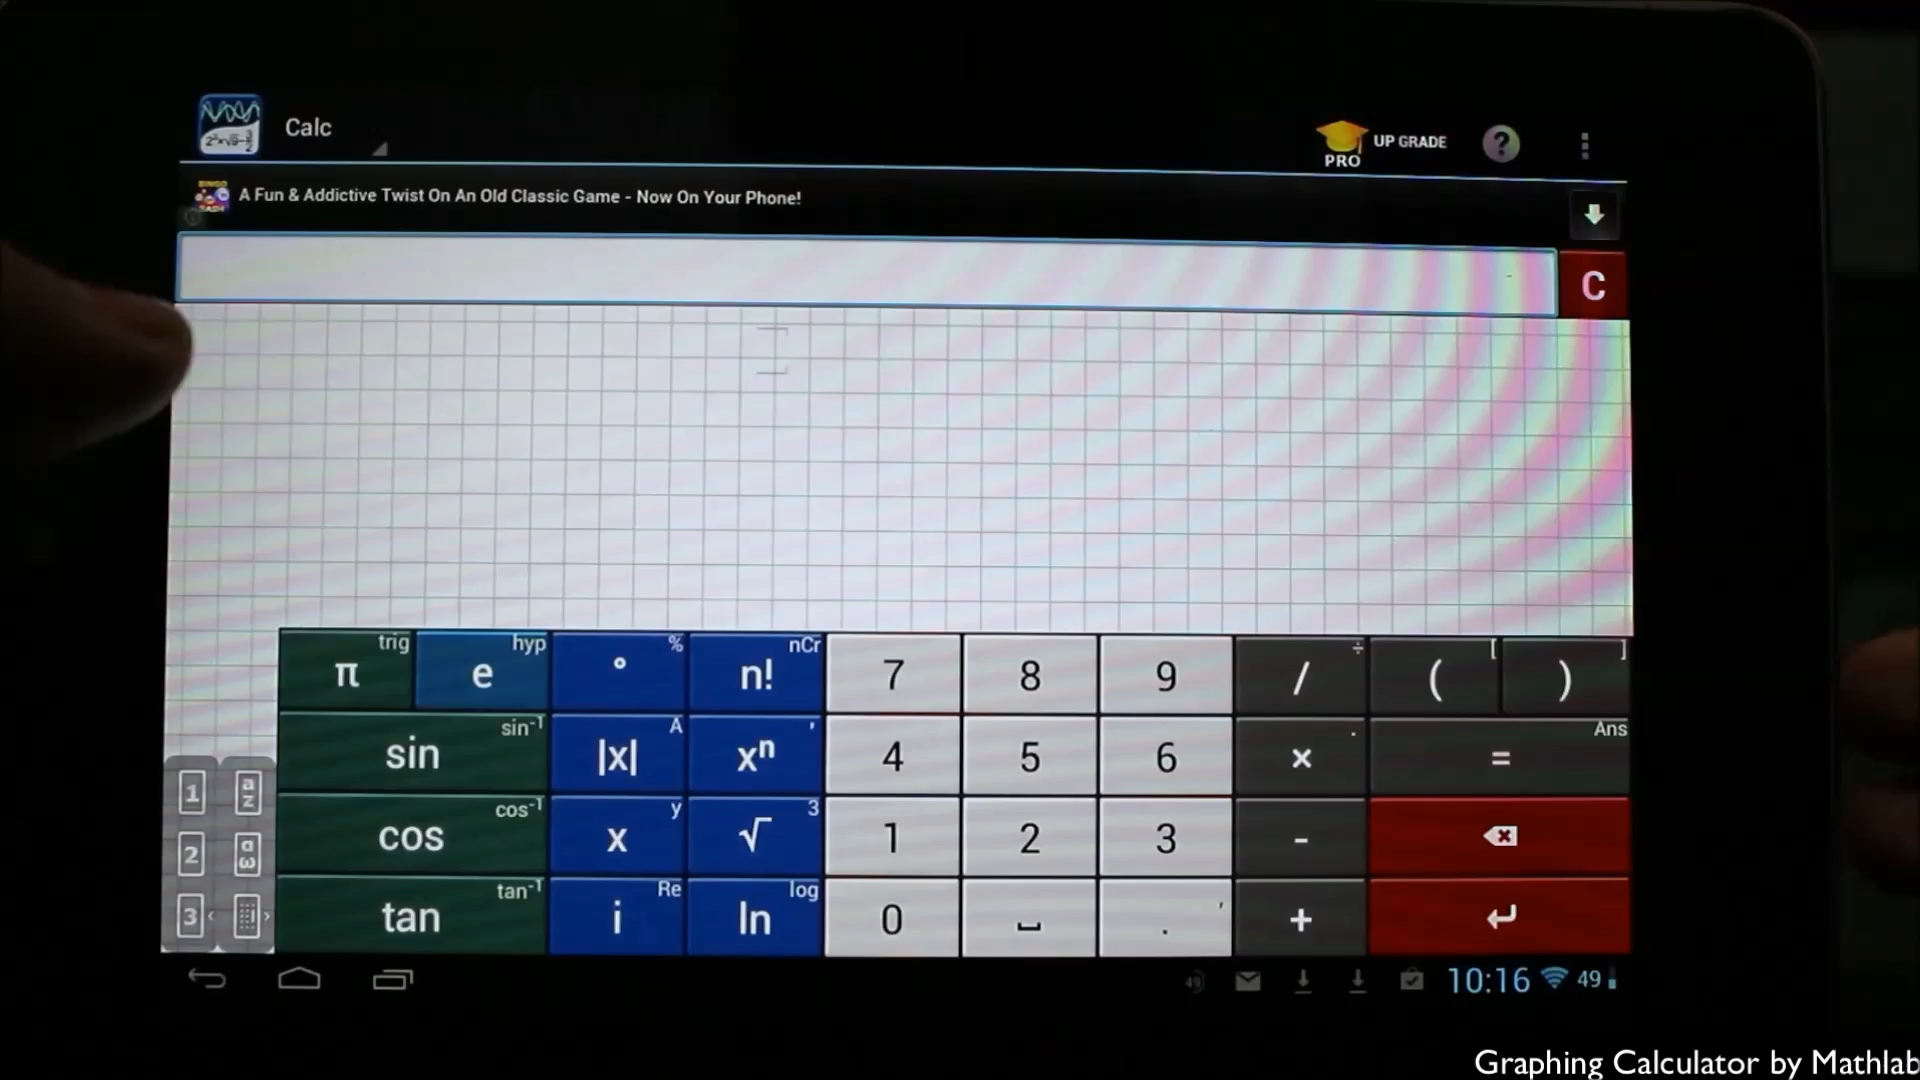 Calc
PRO UP GRADE ?
A Fun & Addictive Twist On An Old Classic Game - Now On Your Phone!
C
trig hyp % nCr ÷ [ ]
π e ° n! 7 8 9 / ( )
sin-1 A ' . Ans
sin |x| xn 4 5 6 × =
cos-1 y 3
cos x √ 1 2 3 -
tan-1 Re log ,
tan i ln 0 ⎵ . +
1 a z
2 α ω
3
10:16 49
Graphing Calculator by Mathlab